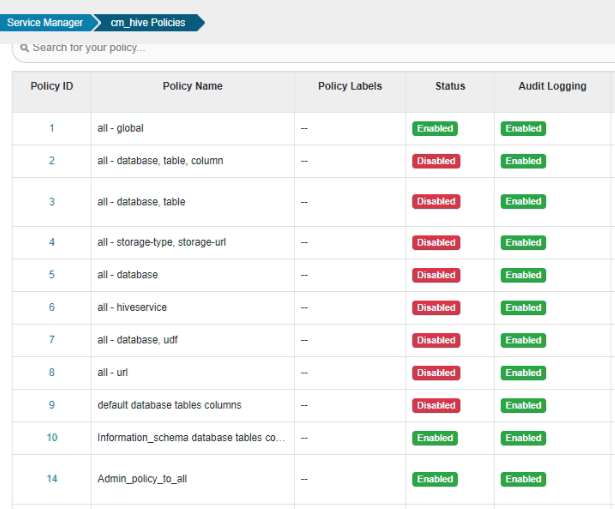 Service Manager cm_hive Policies
Search for your policy...
Policy ID Policy Name Policy Labels Status Audit Logging
1 all - global -- Enabled Enabled
2 all - database, table, column -- Disabled Enabled
3 all - database, table -- Disabled Enabled
4 all - storage-type, storage-url -- Disabled Enabled
5 all - database -- Disabled Enabled
6 all - hiveservice -- Disabled Enabled
7 all - database, udf -- Disabled Enabled
8 all - url -- Disabled Enabled
9 default database tables columns -- Disabled Enabled
10 Information_schema database tables co... -- Enabled Enabled
14 Admin_policy_to_all -- Enabled Enabled